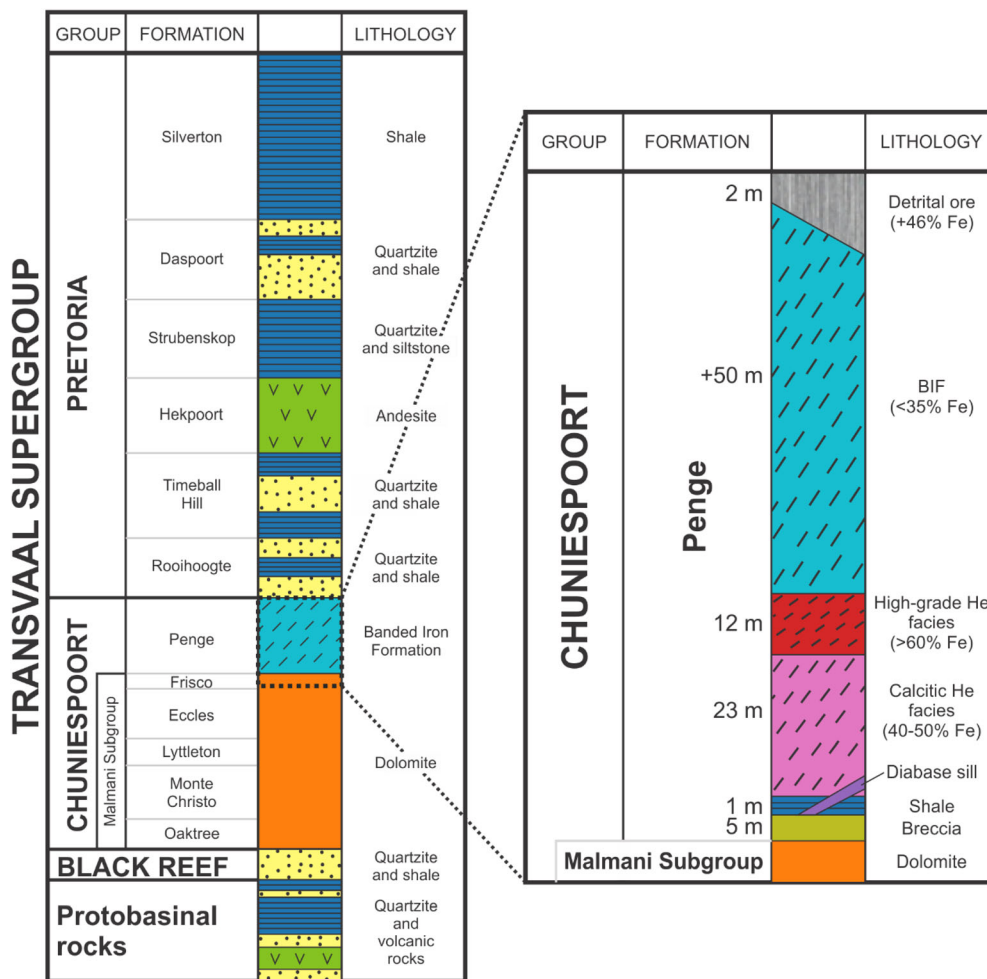 GROUP
FORMATION
LITHOLOGY
TRANSVAAL SUPERGROUP
PRETORIA
Silverton
Shale
Daspoort
Quartzite
and shale
Strubenskop
Quartzite
and siltstone
Hekpoort
Andesite
Timeball
Hill
Quartzite
and shale
Rooihoogte
Quartzite
and shale
CHUNIESPOORT
Penge
Banded Iron
Formation
Malmani Subgroup
Frisco
Eccles
Lyttleton
Dolomite
Monte
Christo
Oaktree
BLACK REEF
Quartzite
and shale
Protobasinal
rocks
Quartzite
and
volcanic
rocks
GROUP
FORMATION
LITHOLOGY
CHUNIESPOORT
Penge
2 m
Detrital ore
(+46% Fe)
+50 m
BIF
(<35% Fe)
12 m
High-grade He
facies
(>60% Fe)
23 m
Calcitic He
facies
(40-50% Fe)
Diabase sill
1 m
Shale
5 m
Breccia
Malmani Subgroup
Dolomite